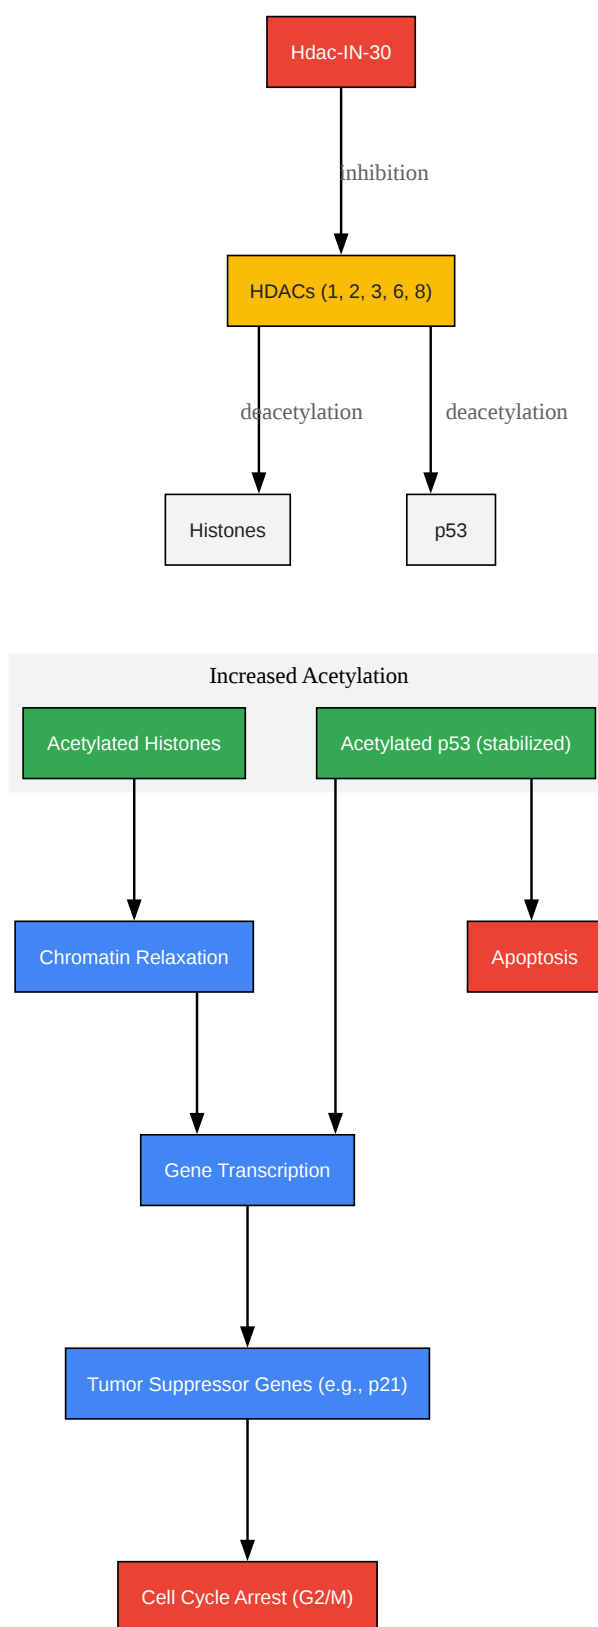 Hdac-IN-30
inhibition
HDACs (1, 2, 3, 6, 8)
deacetylation
deacetylation
Histones
p53
Increased Acetylation
Acetylated Histones
Acetylated p53 (stabilized)
Chromatin Relaxation
Apoptosis
Gene Transcription
Tumor Suppressor Genes (e.g., p21)
Cell Cycle Arrest (G2/M)